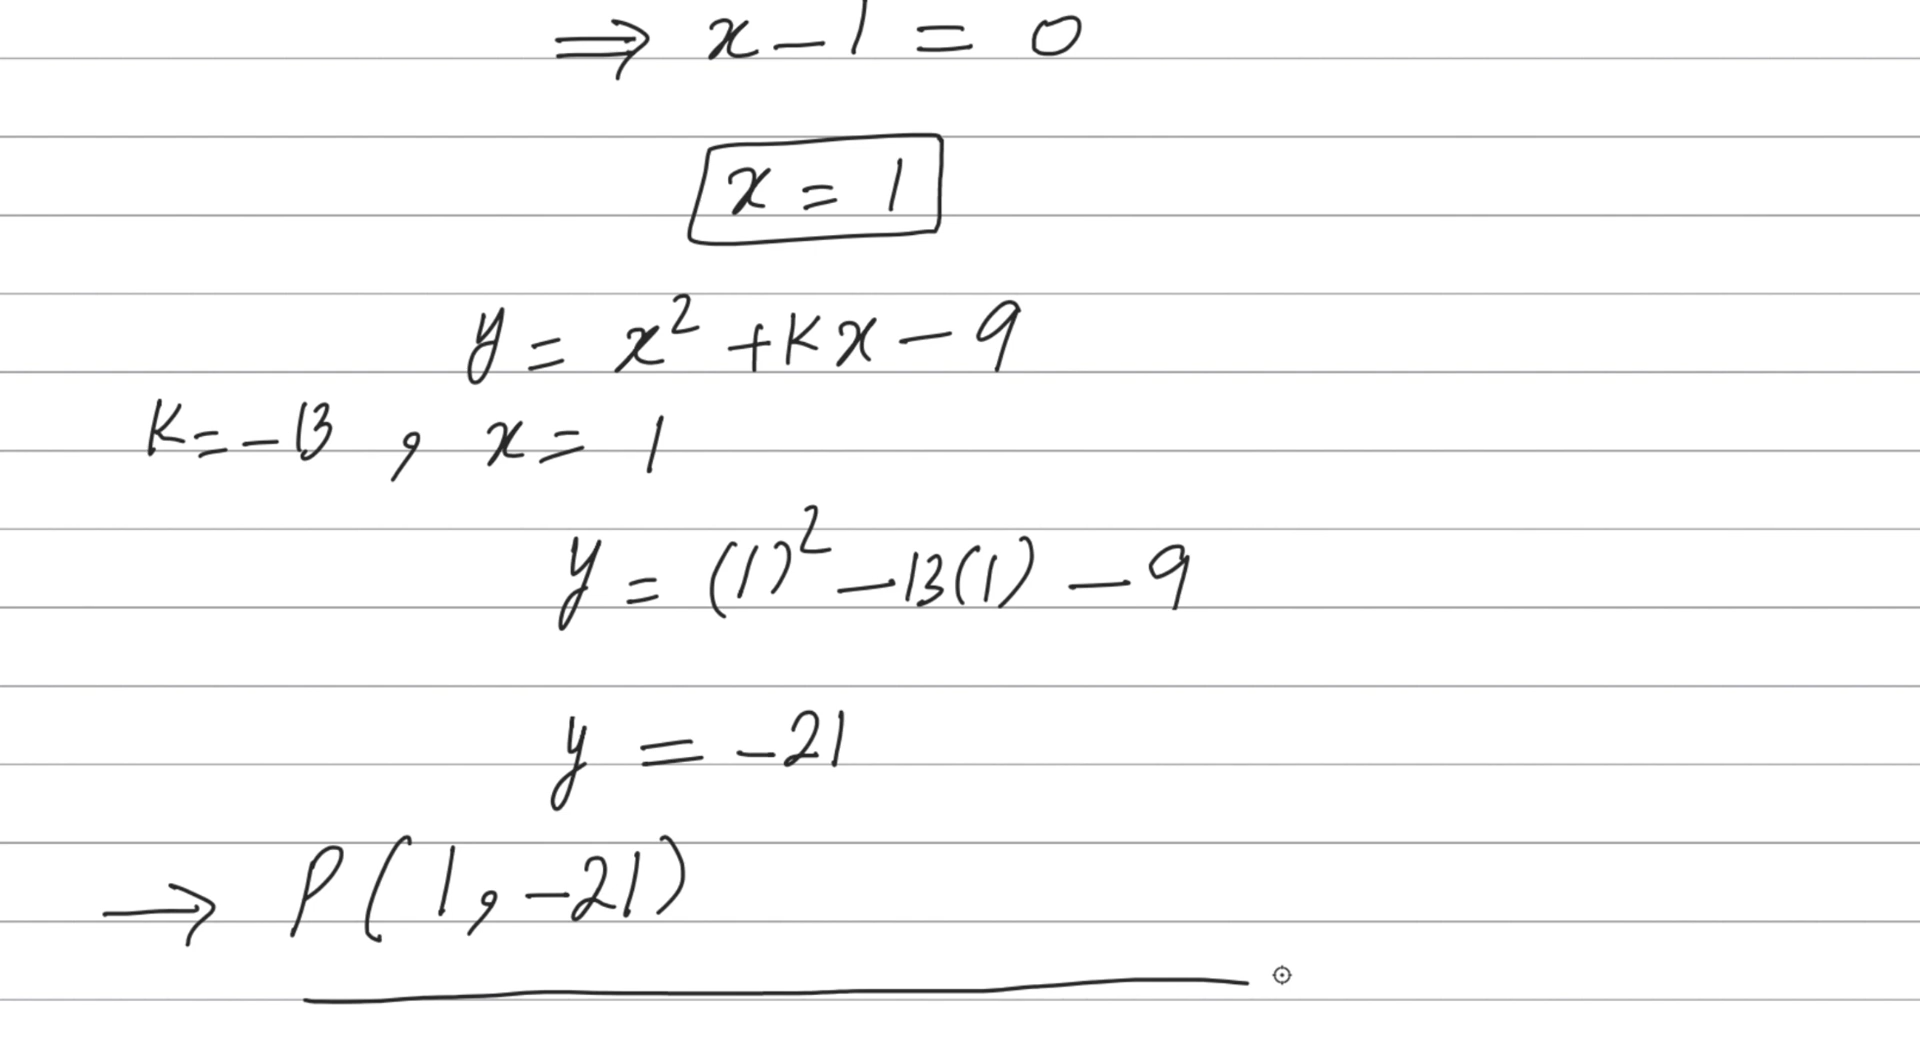 ⇒ x - 1 = 0
x = 1
y = x² + Kx - 9
K = -13 , x = 1
y = (1)² - 13(1) - 9
y = -21
→ P(1, -21)